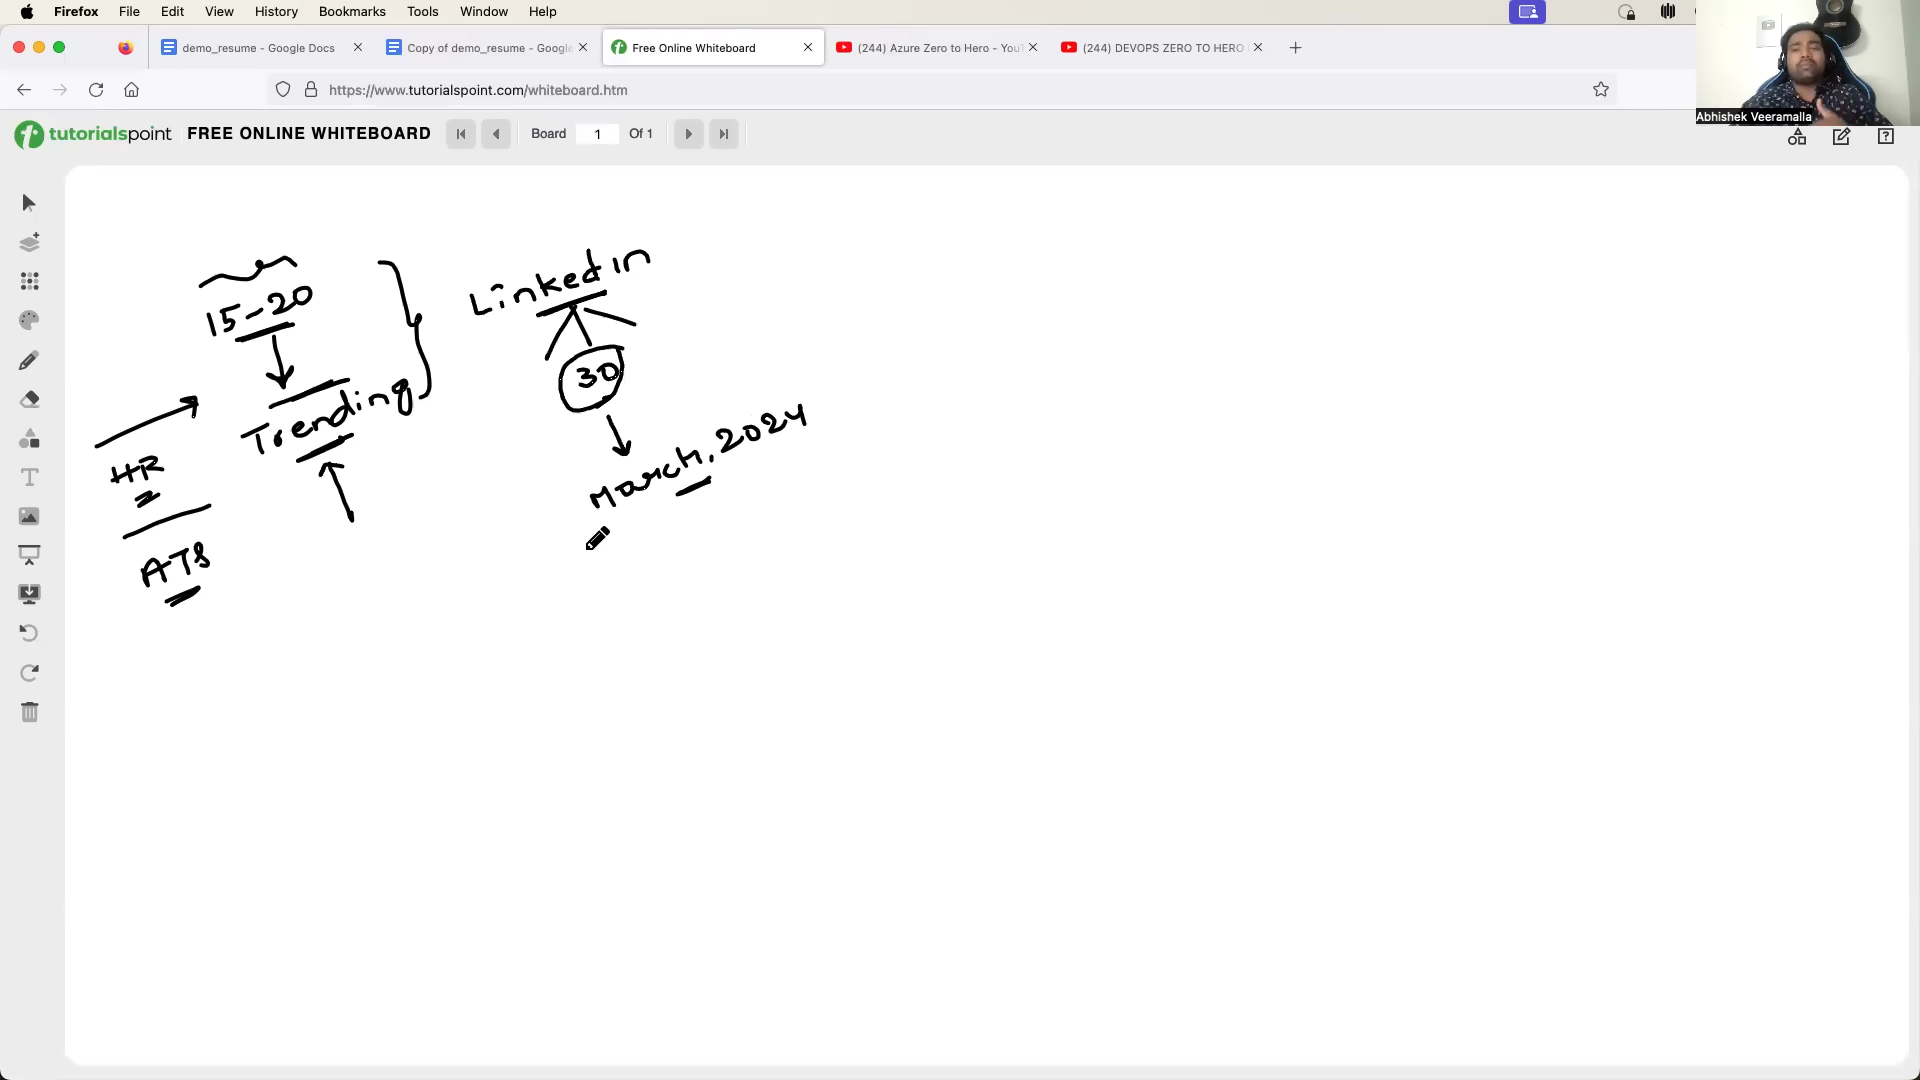 Firefox File Edit View History Bookmarks Tools Window Help
demo_resume - Google Docs
Copy of demo_resume - Google
Free Online Whiteboard
(244) Azure Zero to Hero - YouT
(244) DEVOPS ZERO TO HERO
https://www.tutorialspoint.com/whiteboard.htm
Abhishek Veeramalla
tutorialspoint FREE ONLINE WHITEBOARD Board 1 Of 1
15-20
Trending
HR
ATS
Linkedin
30
March, 2024
T